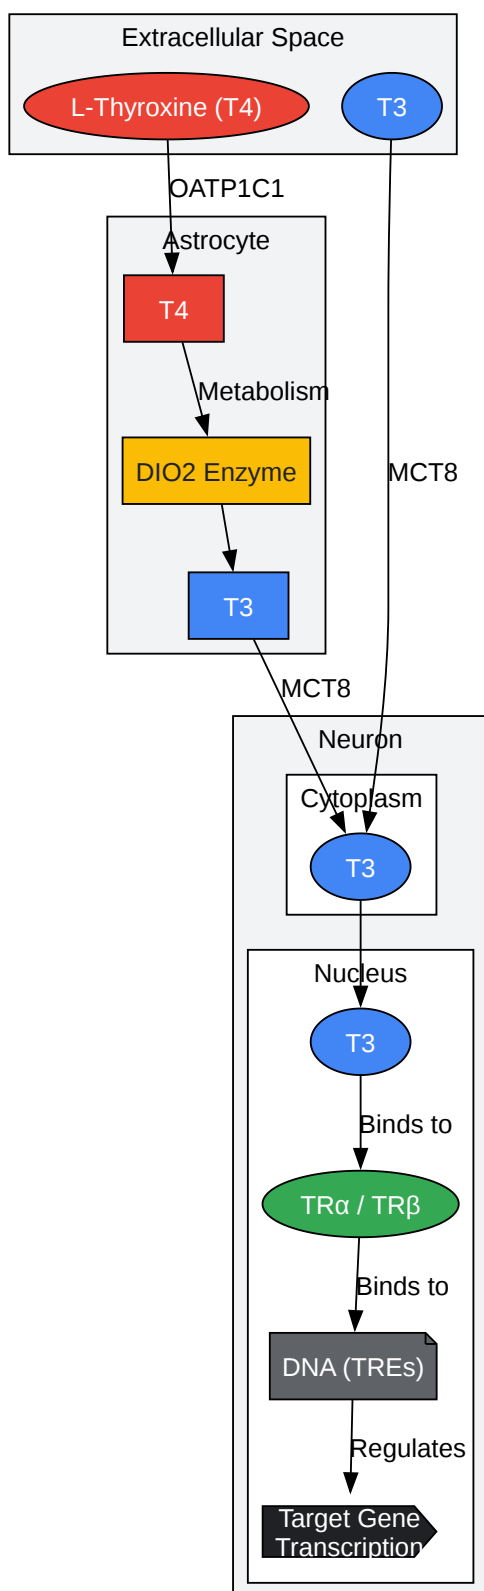 Extracellular Space
L-Thyroxine (T4)
T3
OATP1C1
Astrocyte
T4
Metabolism
DIO2 Enzyme
MCT8
T3
MCT8
Neuron
Cytoplasm
T3
Nucleus
T3
Binds to
TRα / TRβ
Binds to
DNA (TREs)
Regulates
Target Gene
Transcription